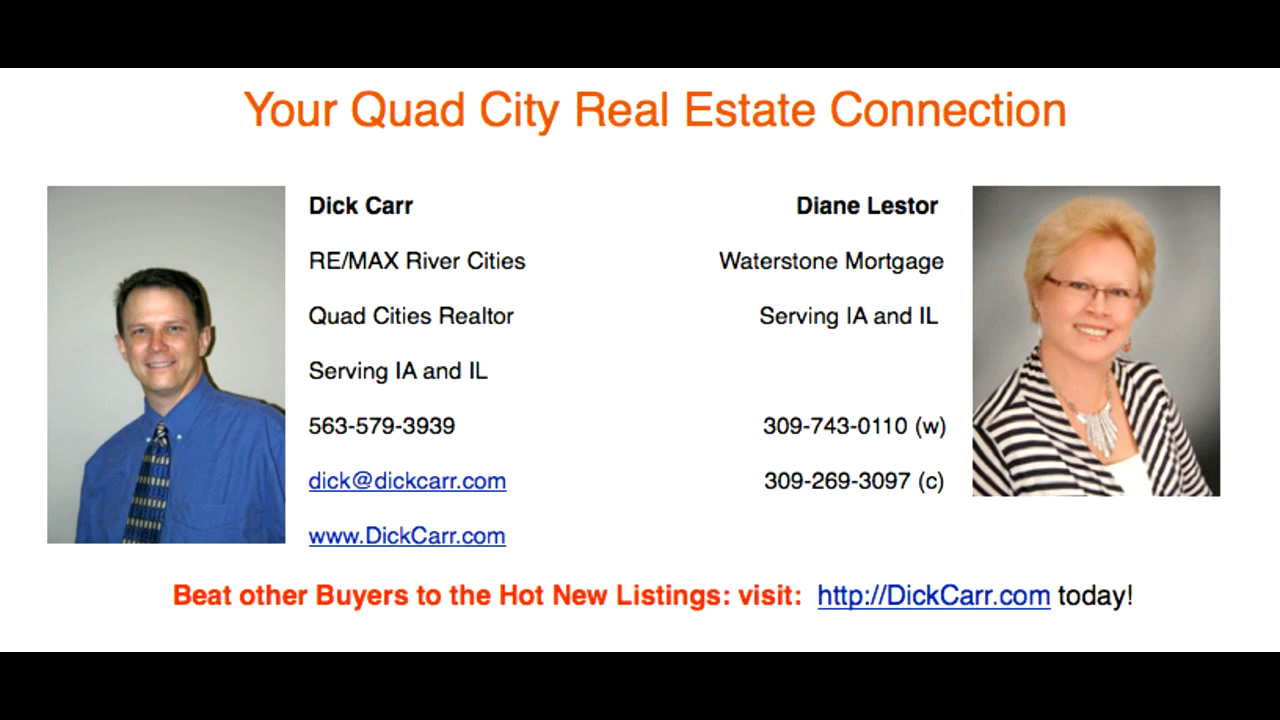 Your Quad City Real Estate Connection
Dick Carr
RE/MAX River Cities
Quad Cities Realtor
Serving IA and IL
563-579-3939
dick@dickcarr.com
www.DickCarr.com
Diane Lestor
Waterstone Mortgage
Serving IA and IL
309-743-0110 (w)
309-269-3097 (c)
Beat other Buyers to the Hot New Listings: visit: http://DickCarr.com today!